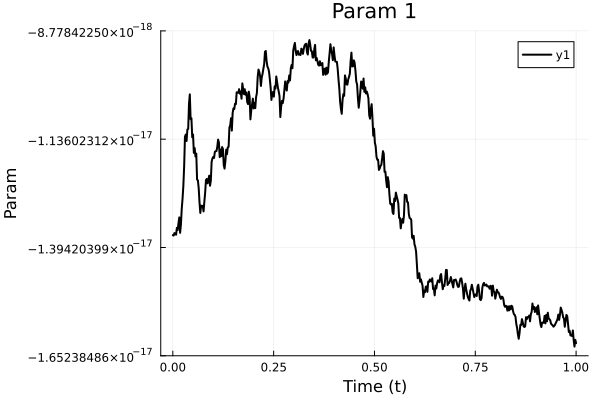 Param 1
y1
−8.77842250×10⁻¹⁸
−1.13602312×10⁻¹⁷
−1.39420399×10⁻¹⁷
−1.65238486×10⁻¹⁷
Param
0.00 0.25 0.50 0.75 1.00
Time (t)